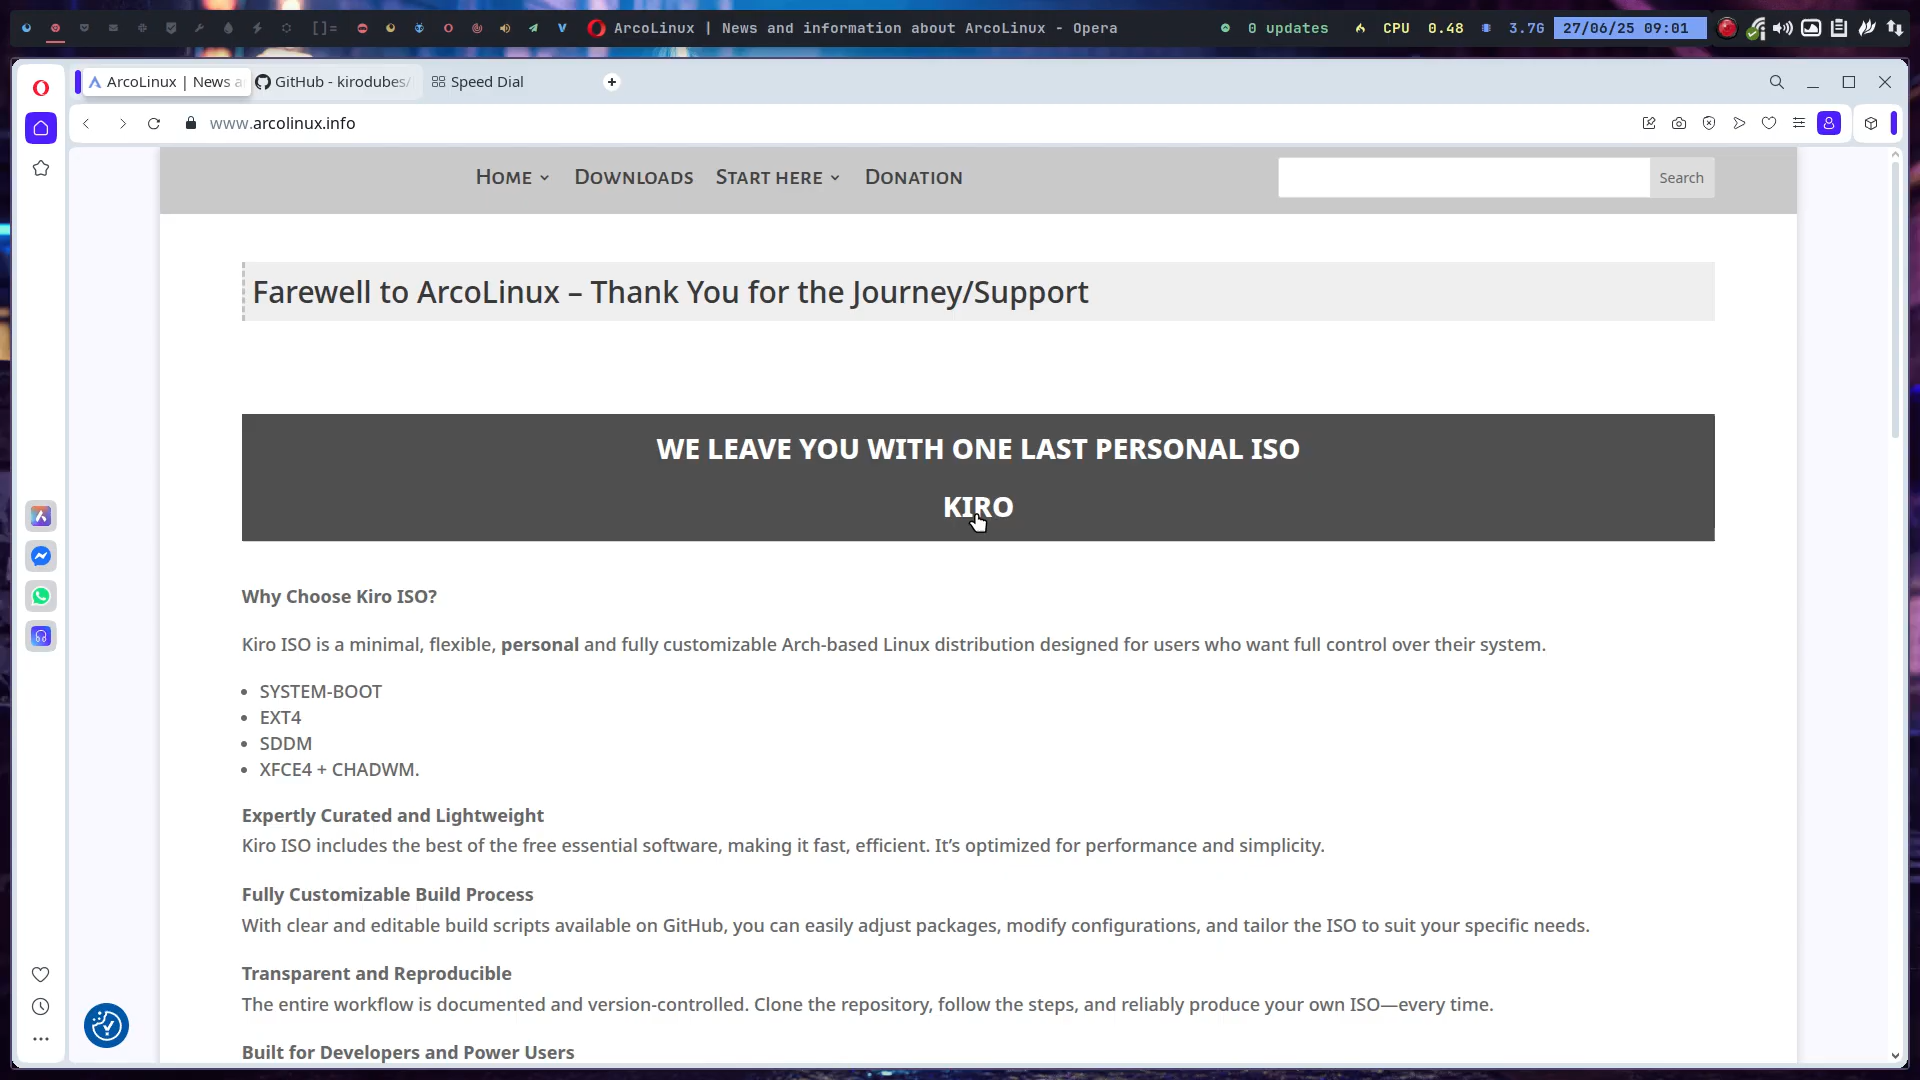 []=
ArcoLinux | News and information about ArcoLinux - Opera
0 updates
CPU 0.48
3.7G
27/06/25 09:01
ArcoLinux | News a
GitHub - kirodubes/
Speed Dial
www.arcolinux.info
Home
Downloads
Start here
Donation
Search
Farewell to ArcoLinux – Thank You for the Journey/Support
WE LEAVE YOU WITH ONE LAST PERSONAL ISO
KIRO
Why Choose Kiro ISO?
Kiro ISO is a minimal, flexible, personal and fully customizable Arch-based Linux distribution designed for users who want full control over their system.
• SYSTEM-BOOT
• EXT4
• SDDM
• XFCE4 + CHADWM.
Expertly Curated and Lightweight
Kiro ISO includes the best of the free essential software, making it fast, efficient. It’s optimized for performance and simplicity.
Fully Customizable Build Process
With clear and editable build scripts available on GitHub, you can easily adjust packages, modify configurations, and tailor the ISO to suit your specific needs.
Transparent and Reproducible
The entire workflow is documented and version-controlled. Clone the repository, follow the steps, and reliably produce your own ISO—every time.
Built for Developers and Power Users